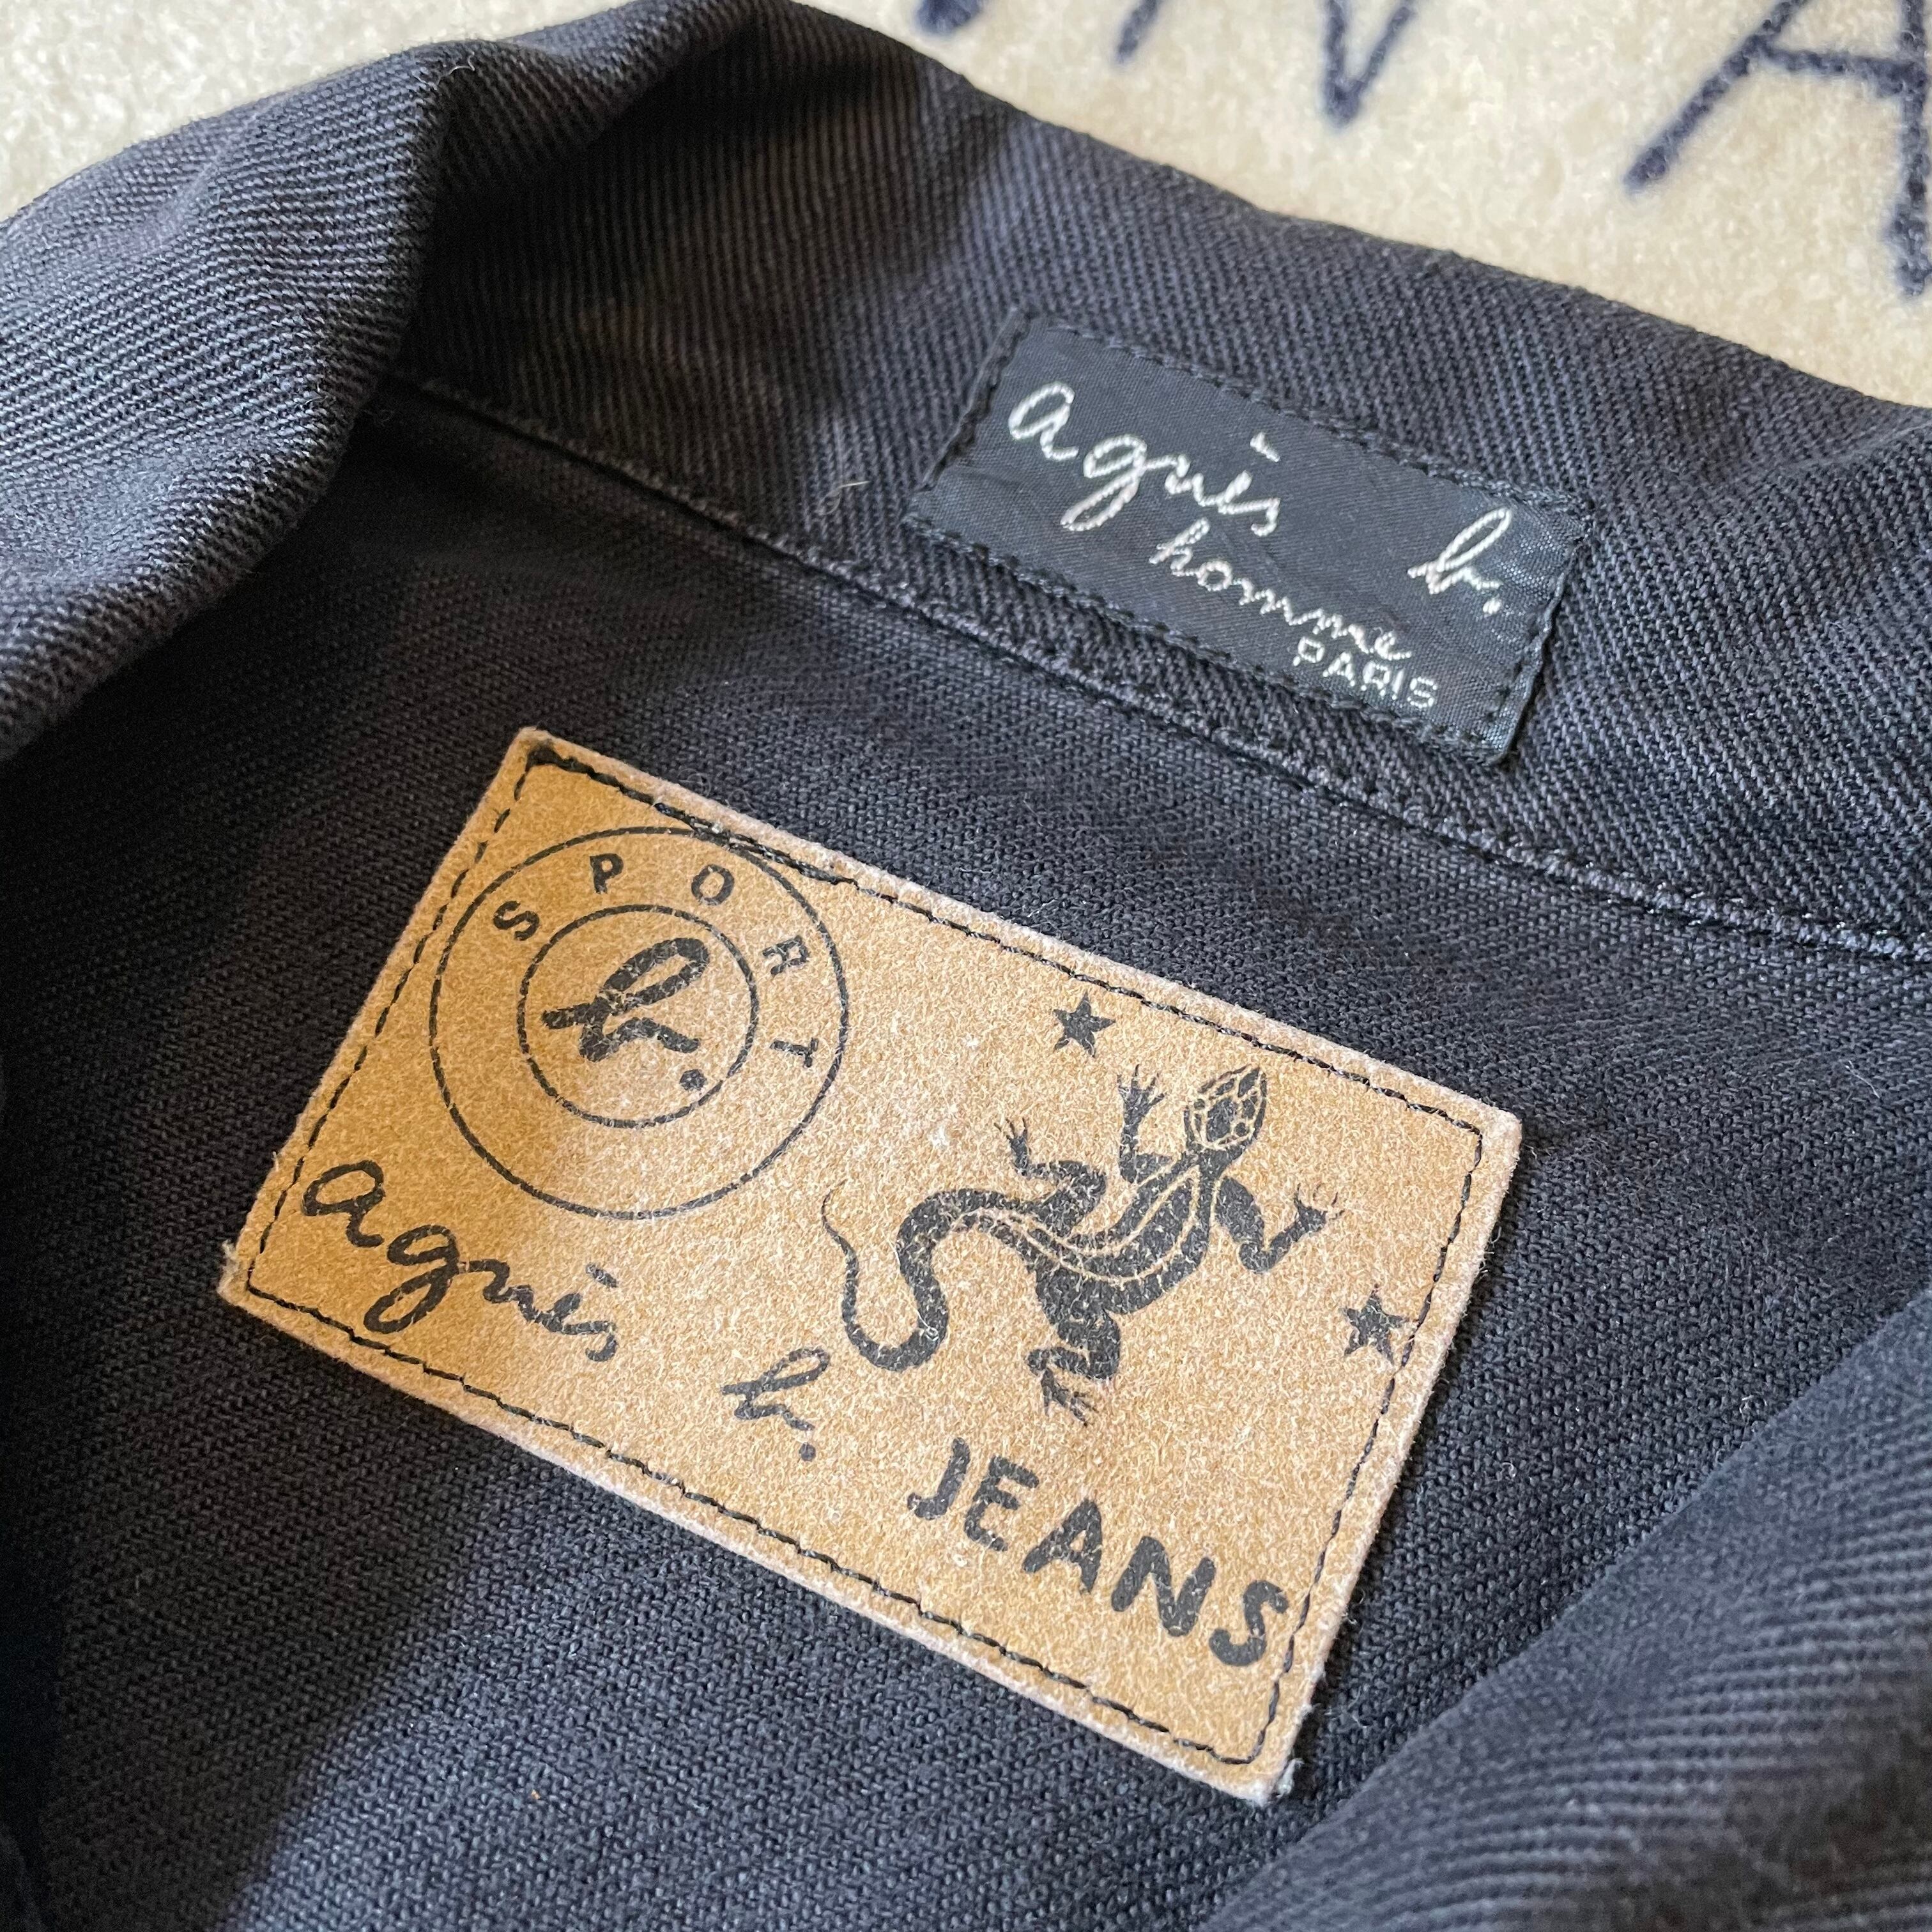 agnès b.
homme
PARIS
SPORT
b.
agnès b.
JEANS